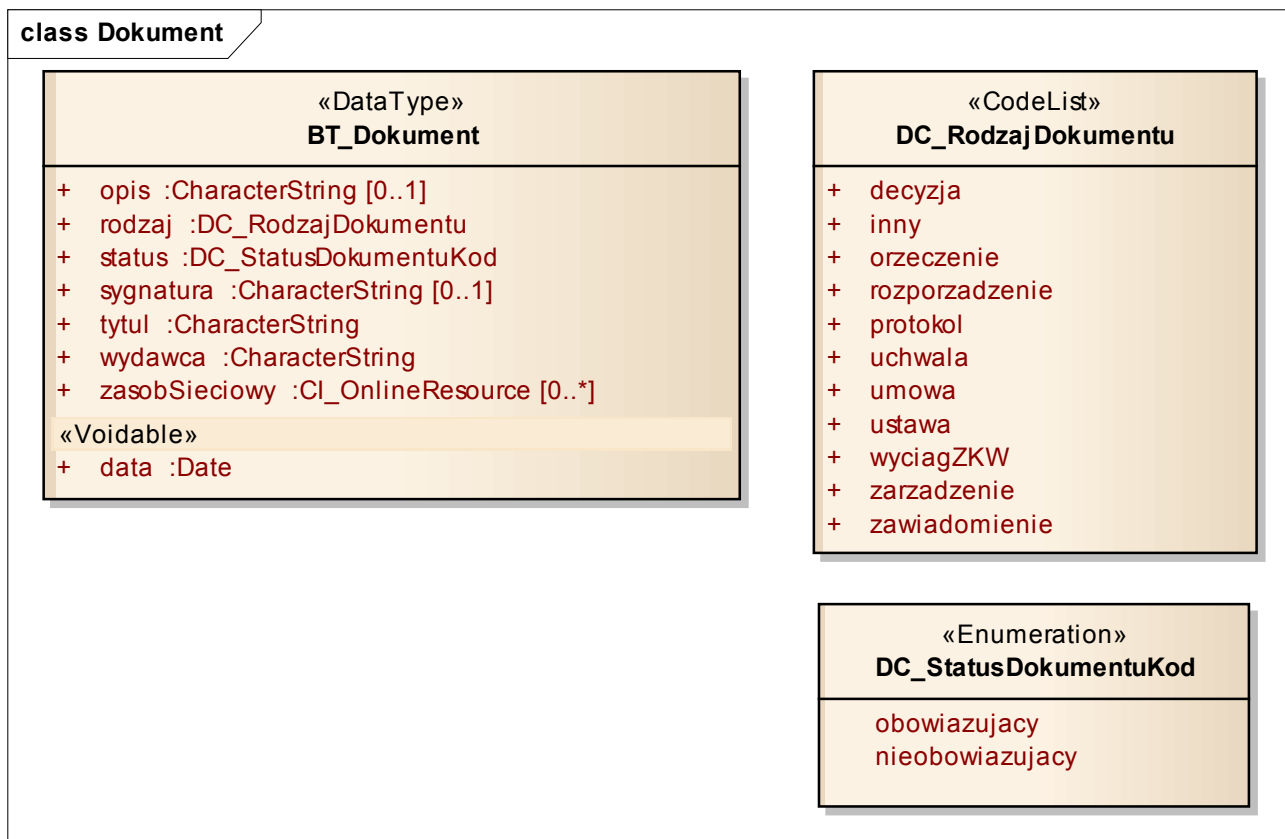 class Dokument
«DataType»
BT_Dokument
+ opis :CharacterString [0..1]
+ rodzaj :DC_RodzajDokumentu
+ status :DC_StatusDokumentuKod
+ sygnatura :CharacterString [0..1]
+ tytul :CharacterString
+ wydawca :CharacterString
+ zasobSieciowy :CI_OnlineResource [0..*]
«Voidable»
+ data :Date
«CodeList»
DC_RodzajDokumentu
+ decyzja
+ inny
+ orzeczenie
+ rozporzadzenie
+ protokol
+ uchwala
+ umowa
+ ustawa
+ wyciagZKW
+ zarzadzenie
+ zawiadomienie
«Enumeration»
DC_StatusDokumentuKod
obowiazujacy
nieobowiazujacy